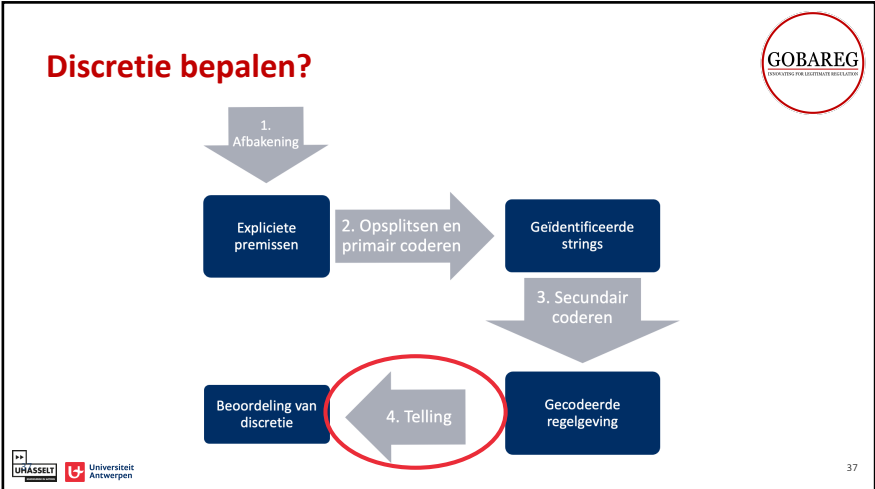 Discretie bepalen?
GOBAREG
INNOVATING FOR LEGITIMATE REGULATION
1.
Afbakening
Expliciete
premissen
2. Opsplitsen en
primair coderen
Geïdentificeerde
strings
3. Secundair
coderen
Gecodeerde
regelgeving
4. Telling
Beoordeling van
discretie
UHASSELT
Universiteit
Antwerpen
37